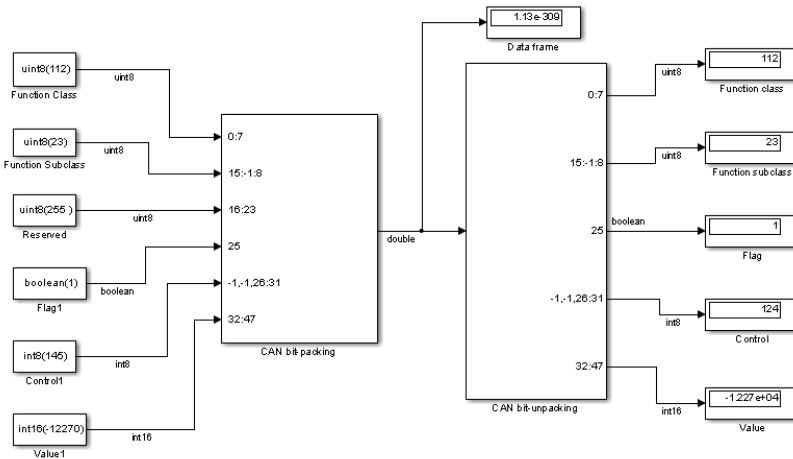 1.13e-309
Data frame
uint8(112)
Function Class
uint8
uint8(23)
Function Subclass
uint8
uint8(255 )
Reserved
uint8
boolean(1)
Flag1
boolean
int8(145)
Control1
int8
int16(-12270)
Value1
int16
0:7
15:-1:8
16:23
25
-1,-1,26:31
32:47
CAN bit-packing
double
0:7
15:-1:8
25
-1,-1,26:31
32:47
CAN bit-unpacking
uint8
112
Function class
uint8
23
Function subclass
boolean
1
Flag
int8
124
Control
int16
-1.227e+04
Value